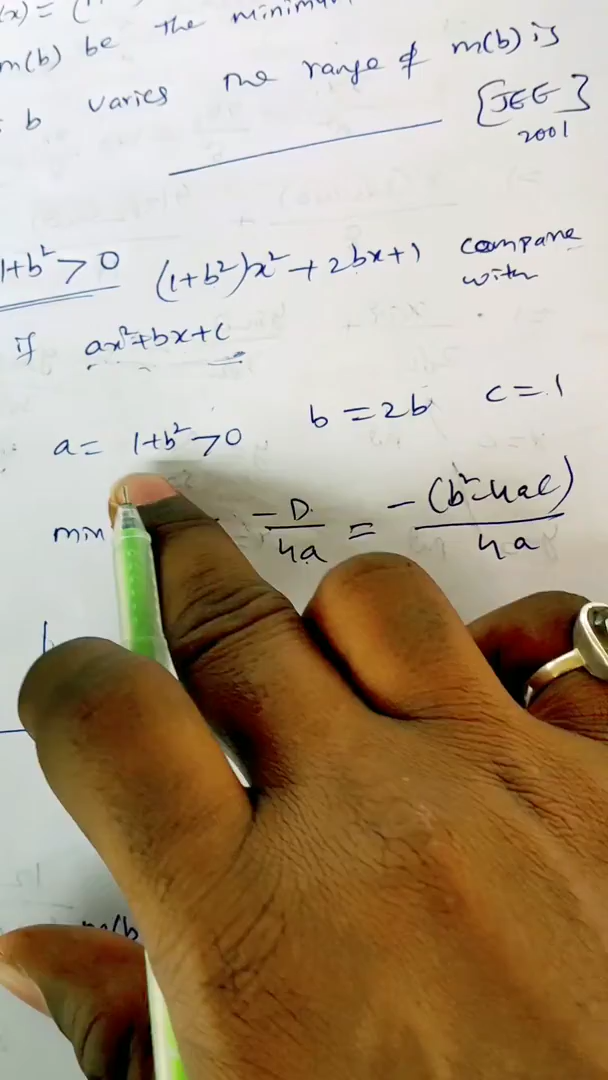 (x) = (
m(b) be the minimum
b varies the range of m(b) is
[JEE]
2001
1+b² > 0 (1+b²)x² + 2bx + 1 compare
with
if ax²+bx+c
a = 1+b² > 0 b = 2b c = 1
min -D/4a = -(b²-4ac)/4a
m(b